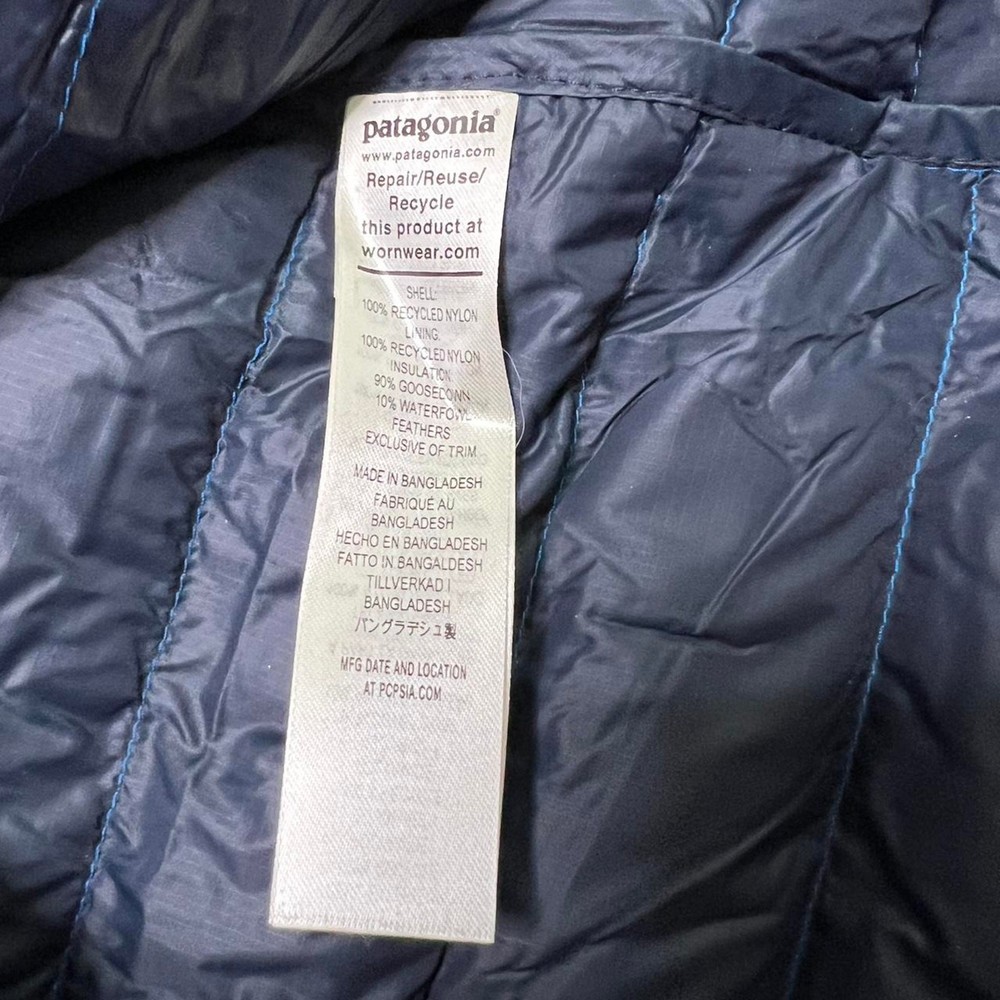 patagonia®
www.patagonia.com
Repair/Reuse/
Recycle
this product at
wornwear.com
SHELL:
100% RECYCLED NYLON
LINING:
100% RECYCLED NYLON
INSULATION:
90% GOOSEDONN
10% WATERFOWL
FEATHERS
EXCLUSIVE OF TRIM
MADE IN BANGLADESH
FABRIQUÉ AU
BANGLADESH
HECHO EN BANGLADESH
FATTO IN BANGALDESH
TILLVERKAD I
BANGLADESH
バングラデシュ製
MFG DATE AND LOCATION
AT PCPSIA.COM